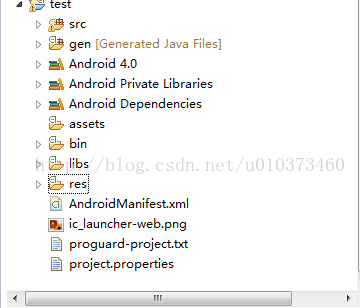 test
src
gen [Generated Java Files]
Android 4.0
Android Private Libraries
Android Dependencies
assets
bin
libs
http://blog.csdn.net/u010373460
res
AndroidManifest.xml
ic_launcher-web.png
proguard-project.txt
project.properties